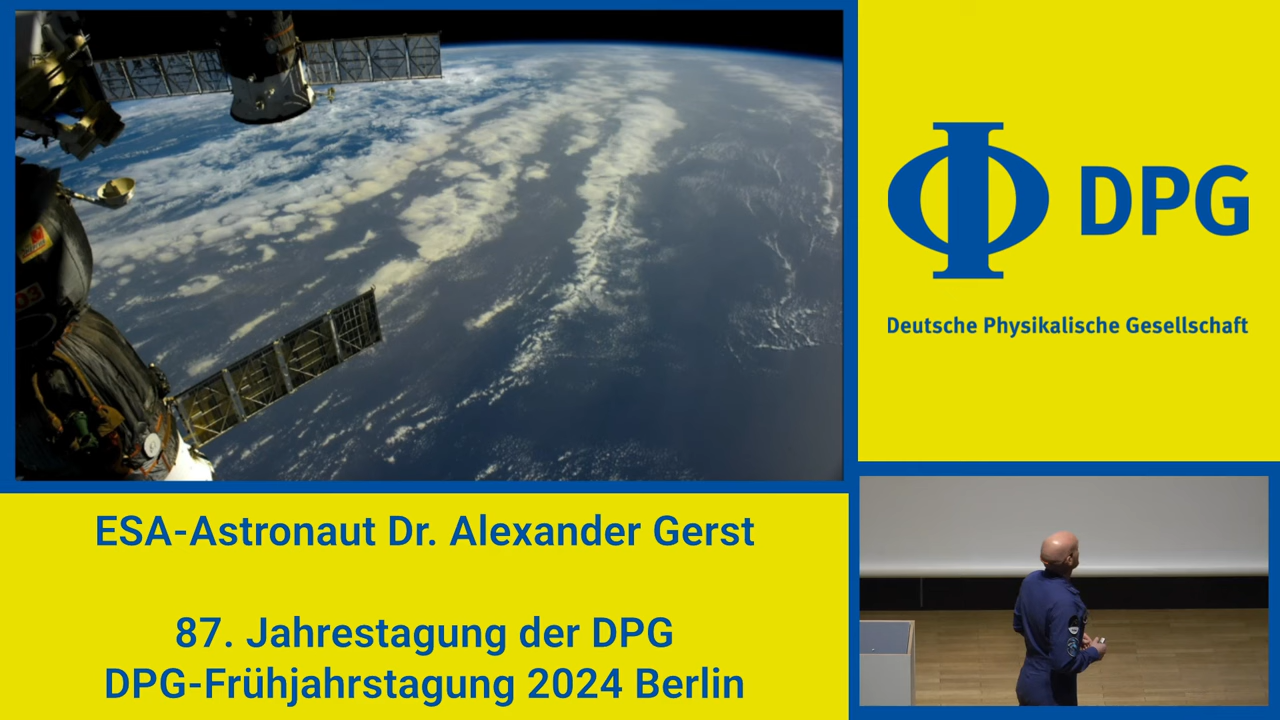 DPG
Deutsche Physikalische Gesellschaft
ESA-Astronaut Dr. Alexander Gerst
87. Jahrestagung der DPG
DPG-Frühjahrstagung 2024 Berlin